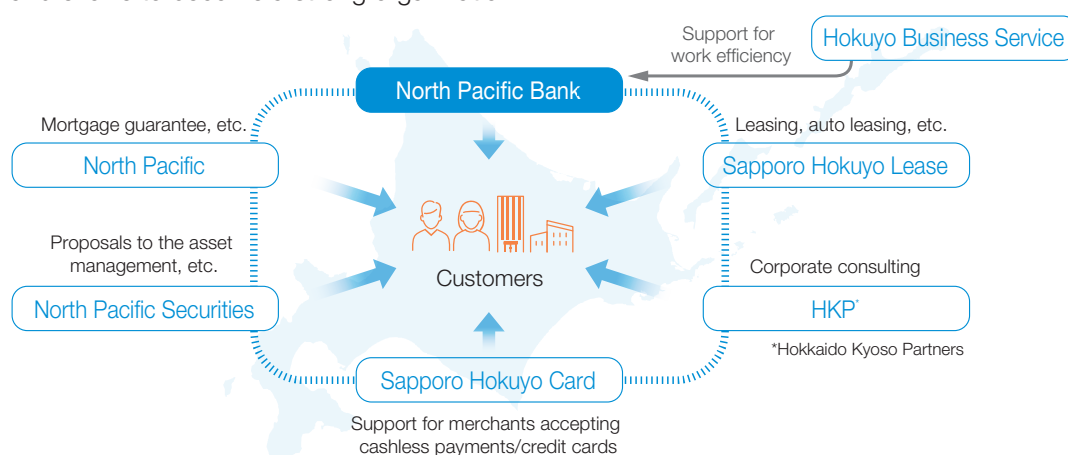 Support for
work efficiency
Hokuyo Business Service
North Pacific Bank
Mortgage guarantee, etc.
North Pacific
Leasing, auto leasing, etc.
Sapporo Hokuyo Lease
Proposals to the asset
management, etc.
North Pacific Securities
Customers
Corporate consulting
HKP*
*Hokkaido Kyoso Partners
Sapporo Hokuyo Card
Support for merchants accepting
cashless payments/credit cards